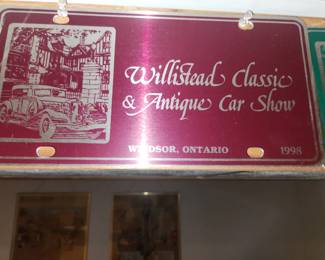 Willistead Classic
& Antique Car Show
WINDSOR, ONTARIO 1998